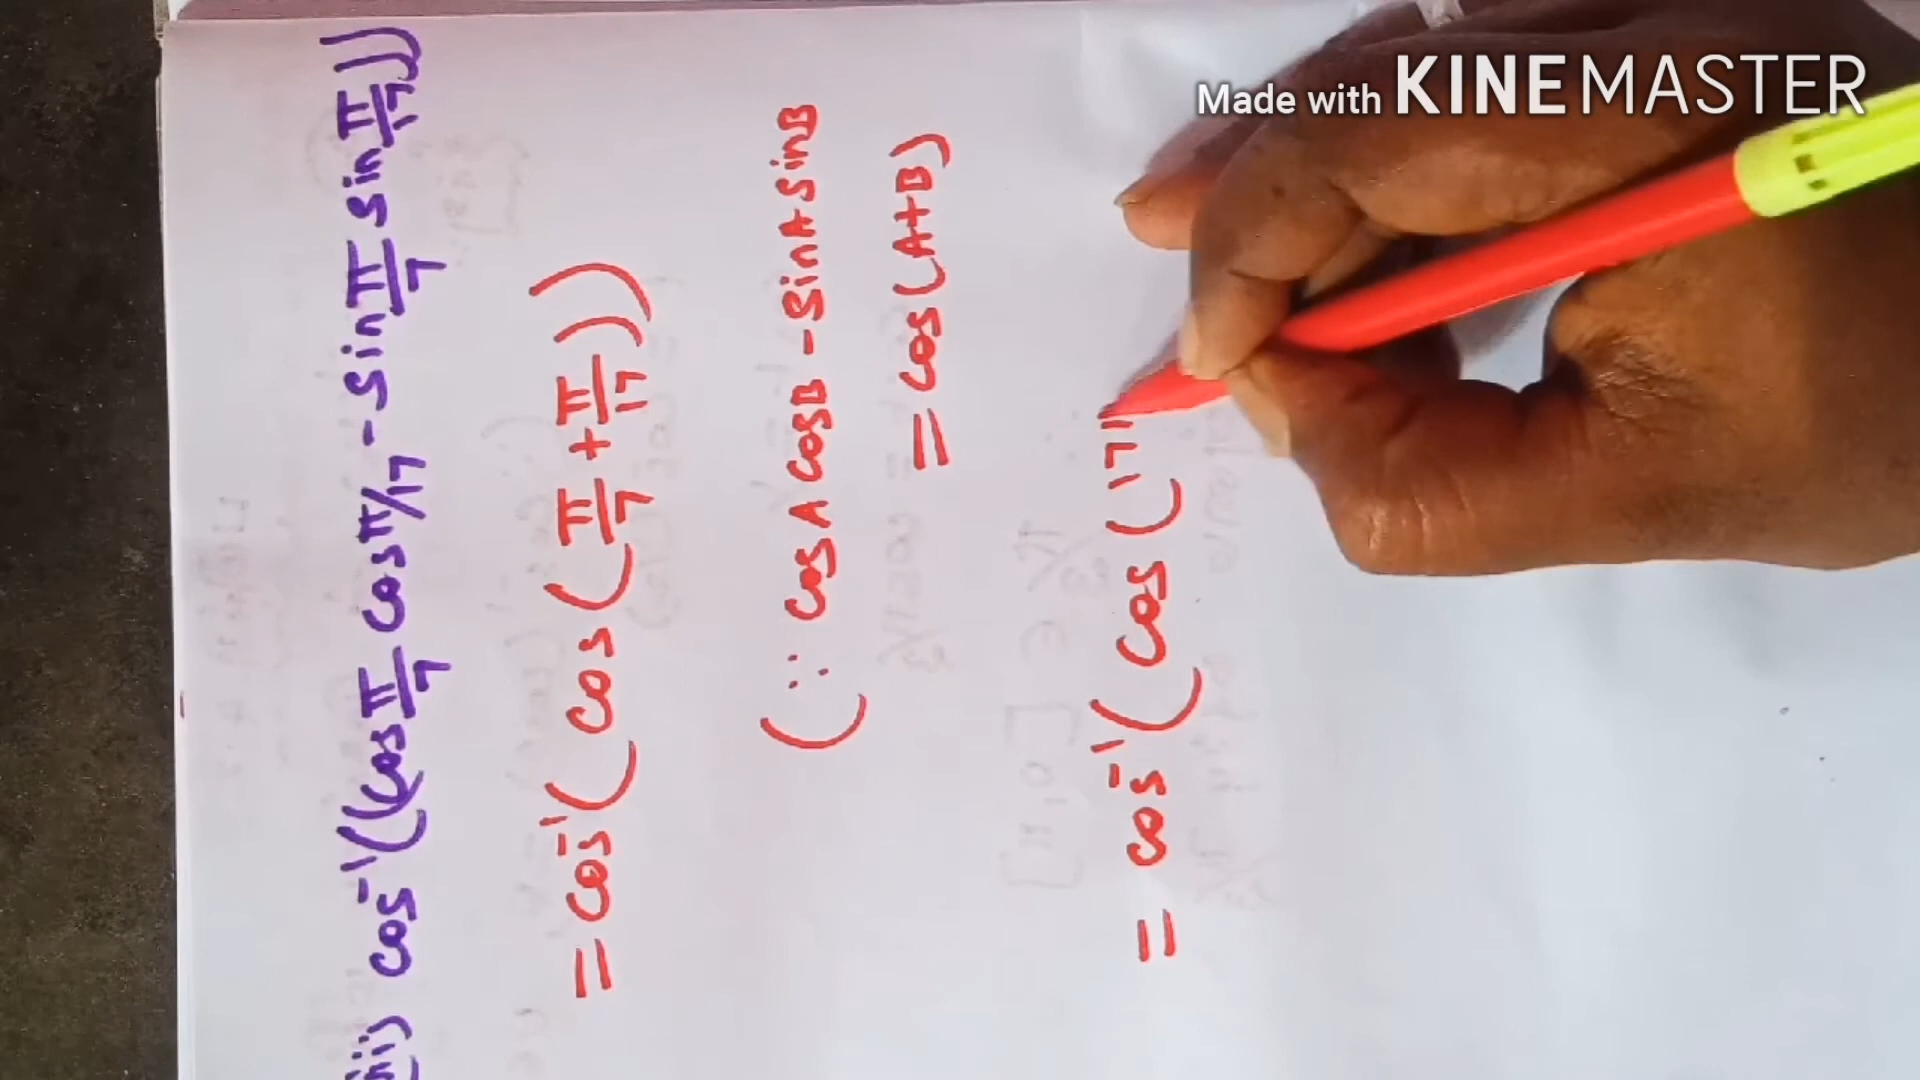 Made with KINEMASTER
iii) cos⁻¹(cos π/7 cos π/17 - sin π/7 sin π/17)
= cos⁻¹(cos(π/7 + π/17))
(∵ cosA cosB - sinA sinB
= cos(A+B)
= cos⁻¹(cos(17